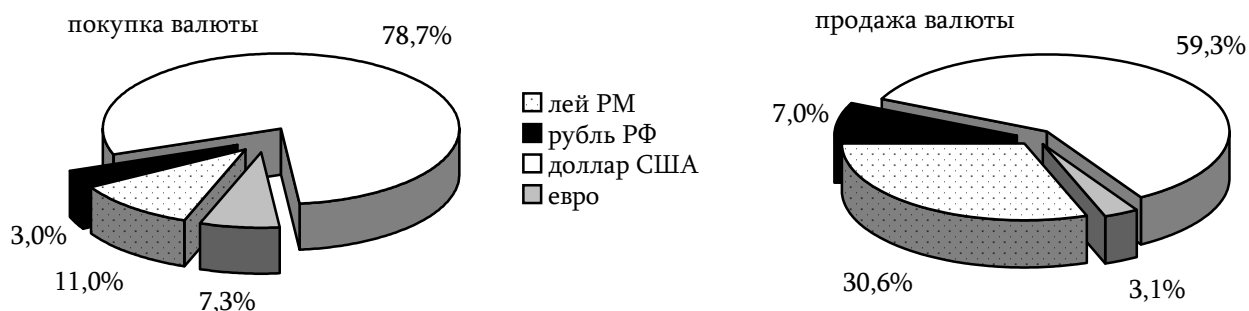 покупка валюты
78,7%
3,0%
11,0%
7,3%
лей РМ
рубль РФ
доллар США
евро
продажа валюты
59,3%
7,0%
30,6%
3,1%